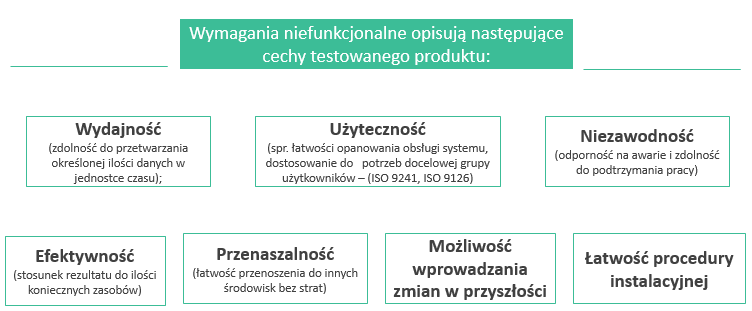 Wymagania niefunkcjonalne opisują następujące
cechy testowanego produktu:
Wydajność
(zdolność do przetwarzania
określonej ilości danych w
jednostce czasu);
Użyteczność
(spr. łatwości opanowania obsługi systemu,
dostosowanie do potrzeb docelowej grupy
użytkowników – (ISO 9241, ISO 9126)
Niezawodność
(odporność na awarie i zdolność
do podtrzymania pracy)
Efektywność
(stosunek rezultatu do ilości
koniecznych zasobów)
Przenaszalność
(łatwość przenoszenia do innych
środowisk bez strat)
Możliwość
wprowadzania
zmian w przyszłości
Łatwość procedury
instalacyjnej